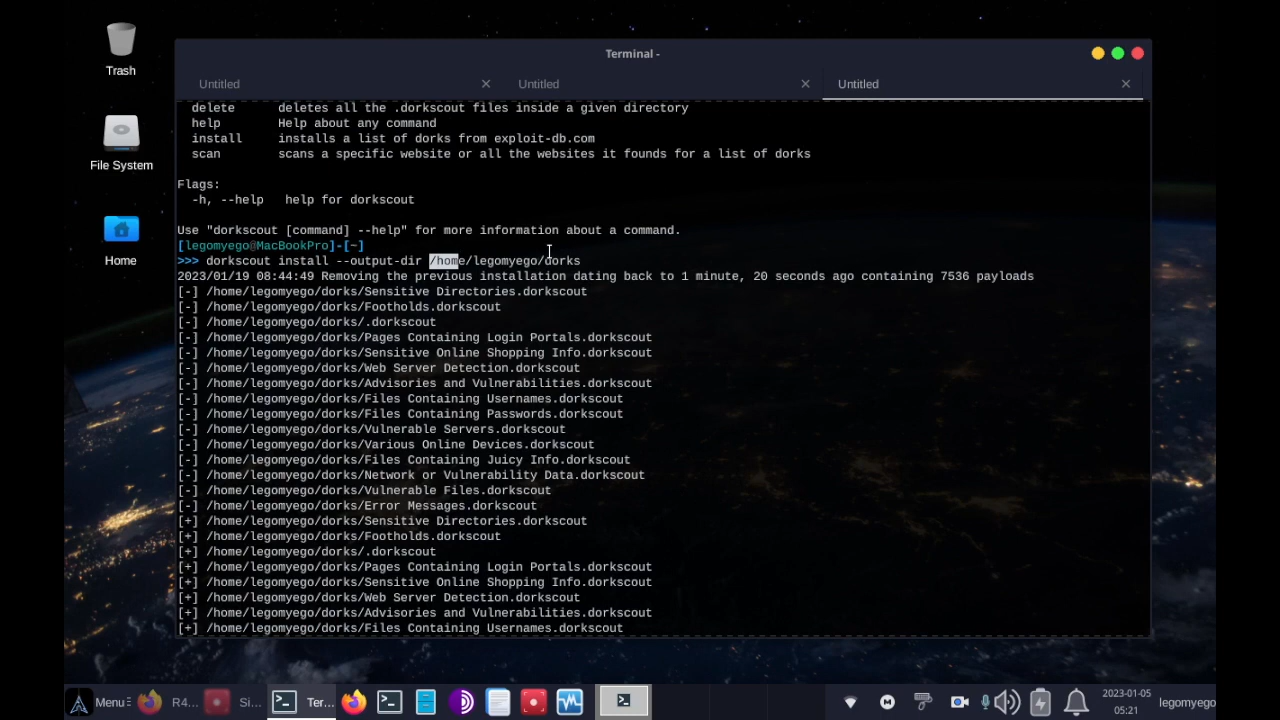 Trash
File System
Home
Terminal -
Untitled
Untitled
Untitled
delete deletes all the .dorkscout files inside a given directory
help Help about any command
install installs a list of dorks from exploit-db.com
scan scans a specific website or all the websites it founds for a list of dorks
Flags:
-h, --help help for dorkscout
Use "dorkscout [command] --help" for more information about a command.
[legomyego@MacBookPro]-[~]
>>> dorkscout install --output-dir /home/legomyego/dorks
2023/01/19 08:44:49 Removing the previous installation dating back to 1 minute, 20 seconds ago containing 7536 payloads
[-] /home/legomyego/dorks/Sensitive Directories.dorkscout
[-] /home/legomyego/dorks/Footholds.dorkscout
[-] /home/legomyego/dorks/.dorkscout
[-] /home/legomyego/dorks/Pages Containing Login Portals.dorkscout
[-] /home/legomyego/dorks/Sensitive Online Shopping Info.dorkscout
[-] /home/legomyego/dorks/Web Server Detection.dorkscout
[-] /home/legomyego/dorks/Advisories and Vulnerabilities.dorkscout
[-] /home/legomyego/dorks/Files Containing Usernames.dorkscout
[-] /home/legomyego/dorks/Files Containing Passwords.dorkscout
[-] /home/legomyego/dorks/Vulnerable Servers.dorkscout
[-] /home/legomyego/dorks/Various Online Devices.dorkscout
[-] /home/legomyego/dorks/Files Containing Juicy Info.dorkscout
[-] /home/legomyego/dorks/Network or Vulnerability Data.dorkscout
[-] /home/legomyego/dorks/Vulnerable Files.dorkscout
[-] /home/legomyego/dorks/Error Messages.dorkscout
[+] /home/legomyego/dorks/Sensitive Directories.dorkscout
[+] /home/legomyego/dorks/Footholds.dorkscout
[+] /home/legomyego/dorks/.dorkscout
[+] /home/legomyego/dorks/Pages Containing Login Portals.dorkscout
[+] /home/legomyego/dorks/Sensitive Online Shopping Info.dorkscout
[+] /home/legomyego/dorks/Web Server Detection.dorkscout
[+] /home/legomyego/dorks/Advisories and Vulnerabilities.dorkscout
[+] /home/legomyego/dorks/Files Containing Usernames.dorkscout
Menu R4... Si... Ter... legomyego
2023-01-05
05:21